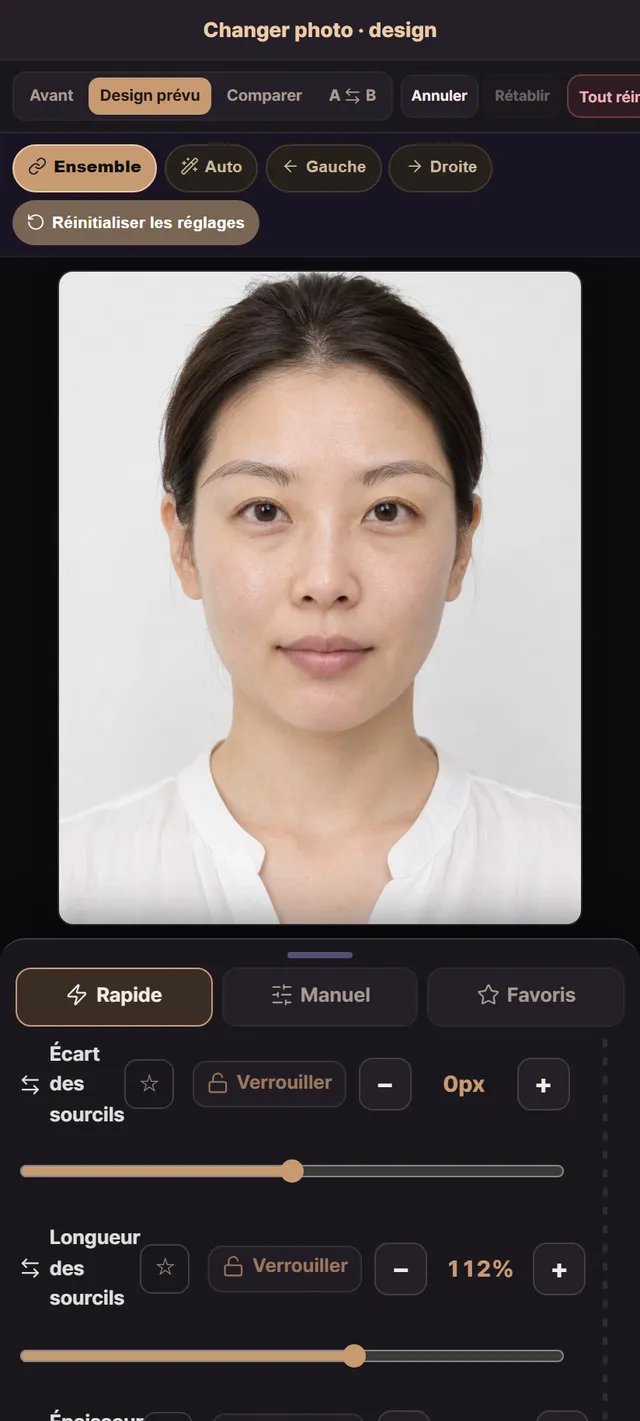 Changer photo · design
Avant Design prévu Comparer A ⇆ B Annuler Rétablir Tout réin
Ensemble Auto Gauche Droite
Réinitialiser les réglages
Rapide Manuel Favoris
Écart
des
sourcils
Verrouiller − 0px +
Longueur
des
sourcils
Verrouiller − 112% +